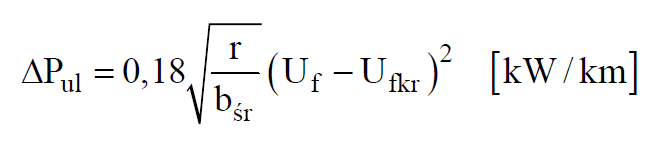 ΔP_ul = 0,18 √(r / b_śr) (U_f − U_fkr)² [kW / km]